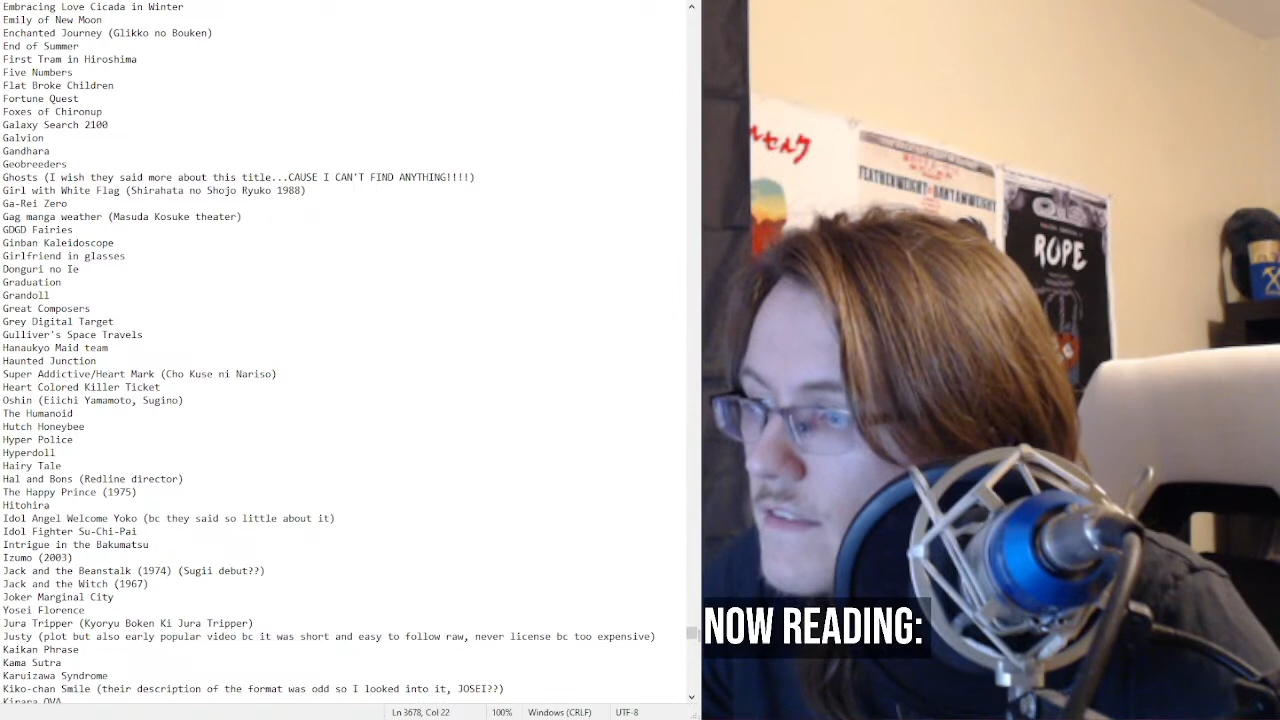 Embracing Love Cicada in Winter
Emily of New Moon
Enchanted Journey (Glikko no Bouken)
End of Summer
First Tram in Hiroshima
Five Numbers
Flat Broke Children
Fortune Quest
Foxes of Chironup
Galaxy Search 2100
Galvion
Gandhara
Geobreeders
Ghosts (I wish they said more about this title...CAUSE I CAN'T FIND ANYTHING!!!!)
Girl with White Flag (Shirahata no Shojo Ryuko 1988)
Ga-Rei Zero
Gag manga weather (Masuda Kosuke theater)
GDGD Fairies
Ginban Kaleidoscope
Girlfriend in glasses
Donguri no Ie
Graduation
Grandoll
Great Composers
Grey Digital Target
Gulliver's Space Travels
Hanaukyo Maid team
Haunted Junction
Super Addictive/Heart Mark (Cho Kuse ni Nariso)
Heart Colored Killer Ticket
Oshin (Eiichi Yamamoto, Sugino)
The Humanoid
Hutch Honeybee
Hyper Police
Hyperdoll
Hairy Tale
Hal and Bons (Redline director)
The Happy Prince (1975)
Hitohira
Idol Angel Welcome Yoko (bc they said so little about it)
Idol Fighter Su-Chi-Pai
Intrigue in the Bakumatsu
Izumo (2003)
Jack and the Beanstalk (1974) (Sugii debut??)
Jack and the Witch (1967)
Joker Marginal City
Yosei Florence
Jura Tripper (Kyoryu Boken Ki Jura Tripper)
Justy (plot but also early popular video bc it was short and easy to follow raw, never license bc too expensive)
Kaikan Phrase
Kama Sutra
Karuizawa Syndrome
Kiko-chan Smile (their description of the format was odd so I looked into it, JOSEI??)
Kirara OVA
Ln 3678, Col 22
100%
Windows (CRLF)
UTF-8
ルセルク
FEATHERWEIGHT
BANTAMWEIGHT
ROPE
NOW READING: